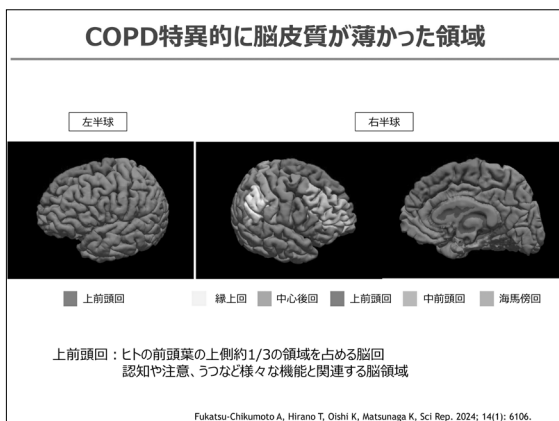 COPD特異的に脳皮質が薄かった領域
左半球
右半球
上前頭回
縁上回 中心後回 上前頭回 中前頭回 海馬傍回
上前頭回：ヒトの前頭葉の上側約1/3の領域を占める脳回
認知や注意、うつなど様々な機能と関連する脳領域
Fukatsu-Chikumoto A, Hirano T, Oishi K, Matsunaga K, Sci Rep. 2024; 14(1): 6106.